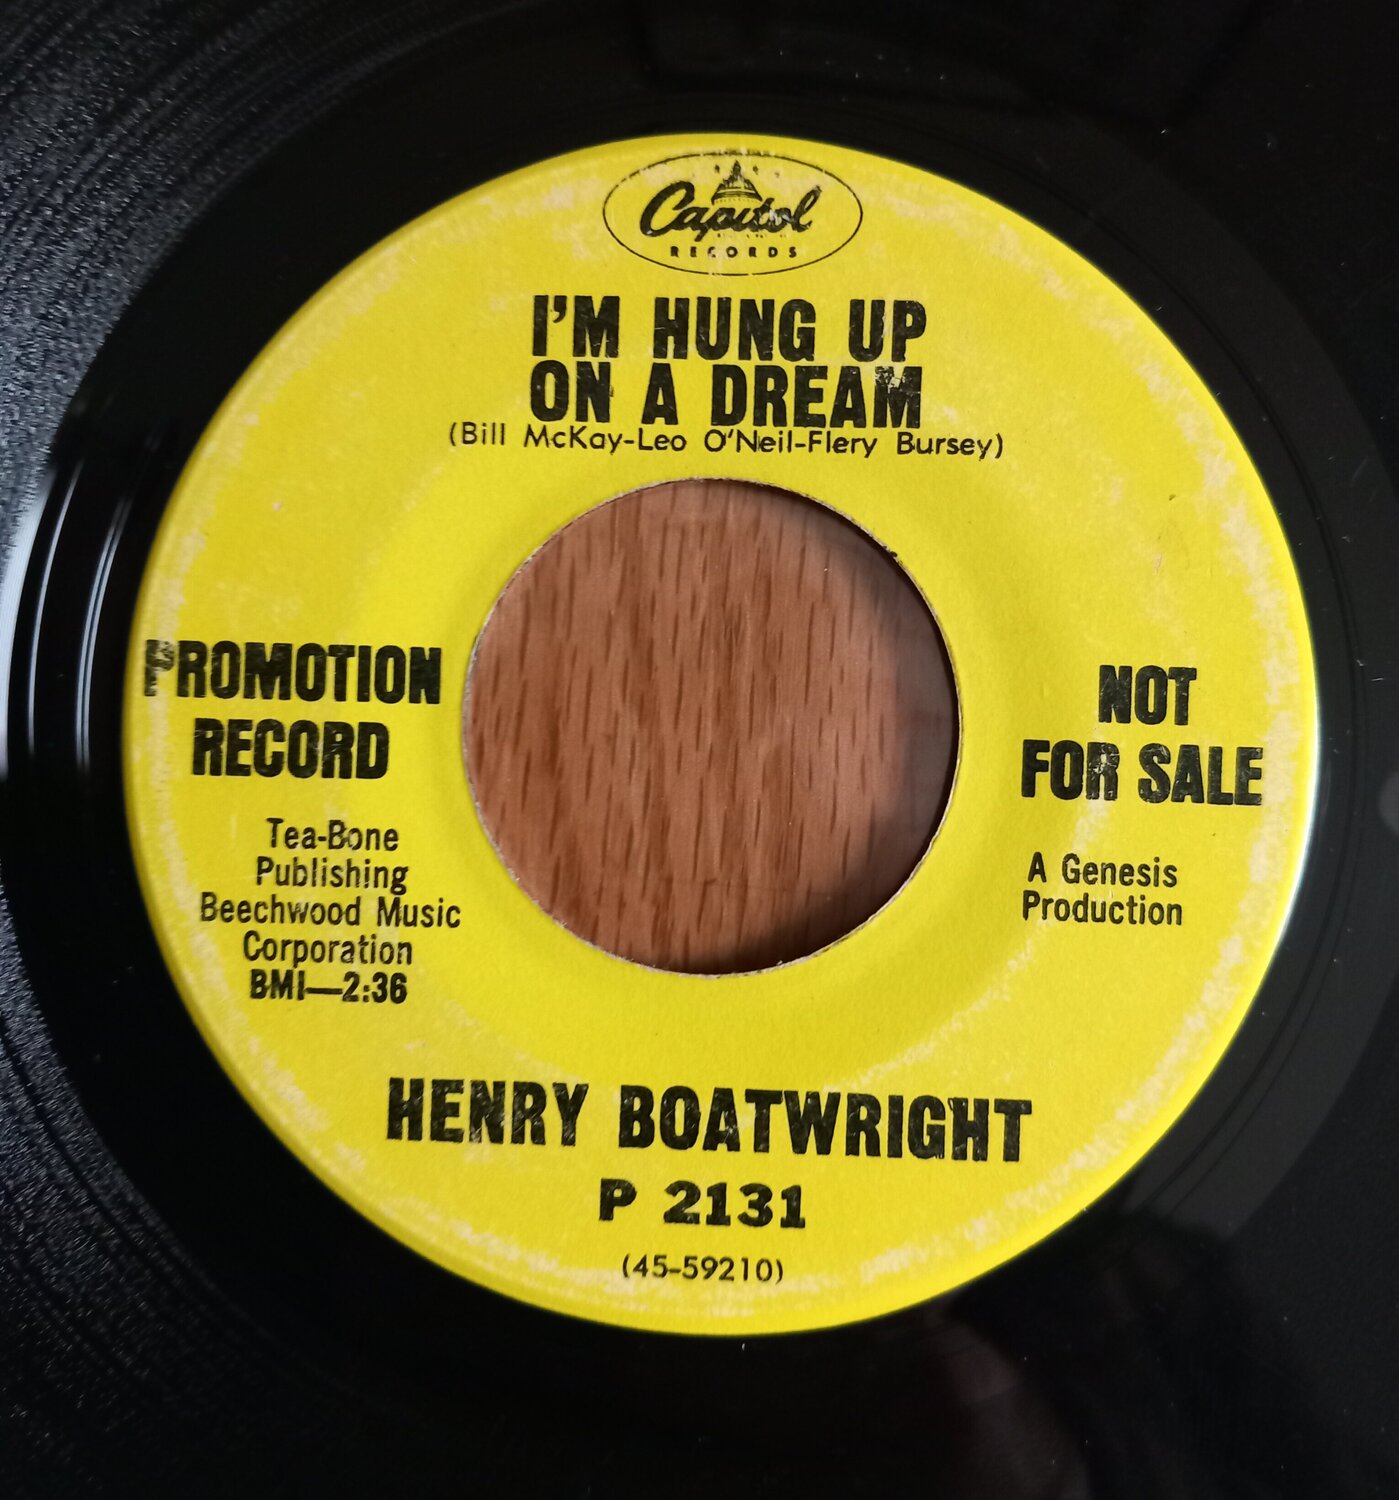 Capitol
RECORDS
I'M HUNG UP
ON A DREAM
(Bill McKay-Leo O'Neil-Flery Bursey)
PROMOTION
RECORD
Tea-Bone
Publishing
Beechwood Music
Corporation
BMI—2:36
NOT
FOR SALE
A Genesis
Production
HENRY BOATWRIGHT
P 2131
(45-59210)